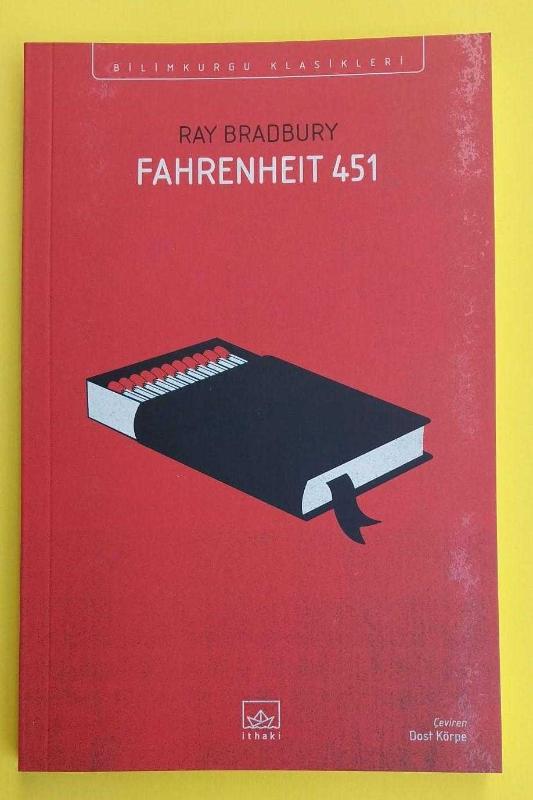 BİLİMKURGU KLASİKLERİ
RAY BRADBURY
FAHRENHEIT 451
ithaki
Çeviren
Dost Körpe